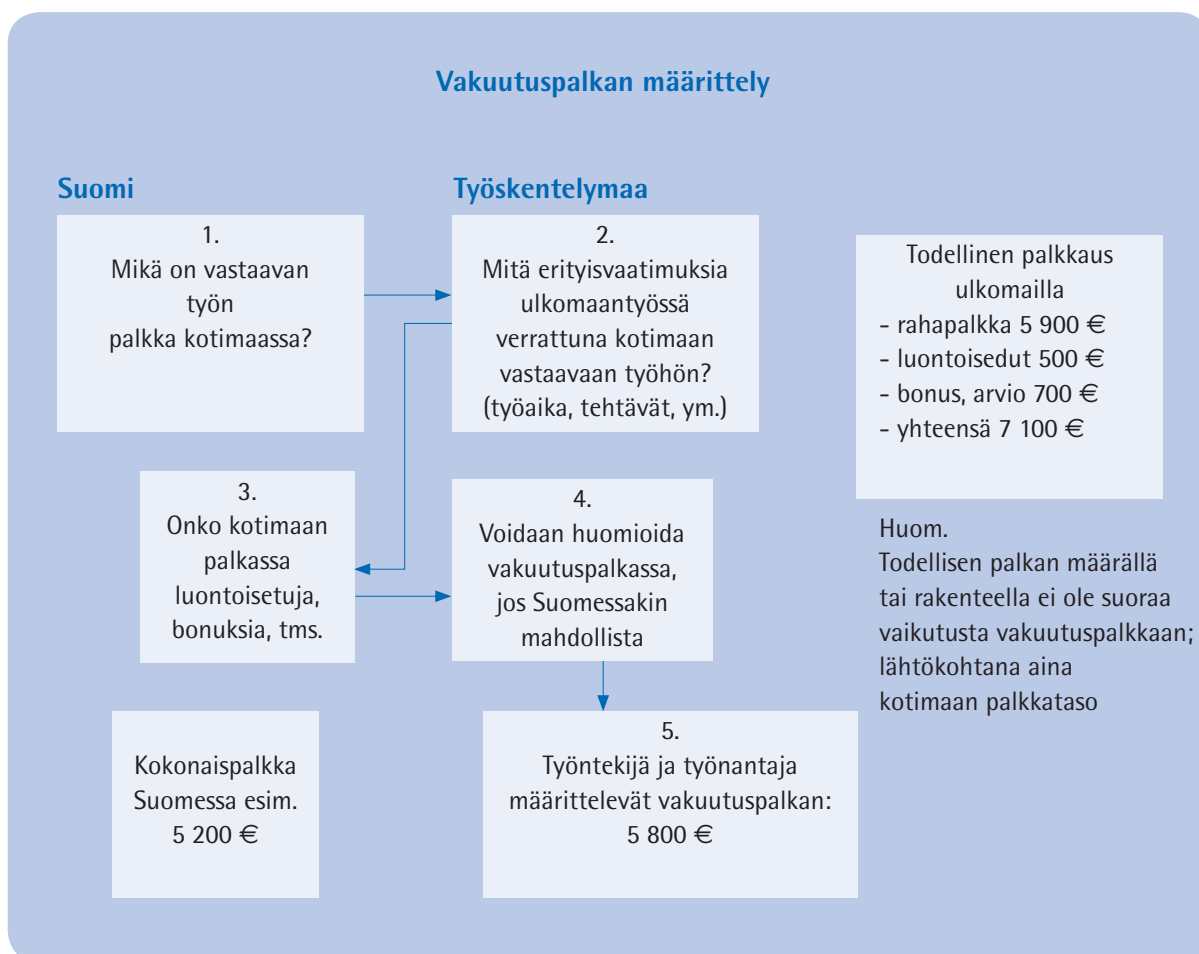 Vakuutuspalkan määrittely
Suomi
Työskentelymaa
1.
Mikä on vastaavan
työn
palkka kotimaassa?
2.
Mitä erityisvaatimuksia
ulkomaantyössä
verrattuna kotimaan
vastaavaan työhön?
(työaika, tehtävät, ym.)
3.
Onko kotimaan
palkassa
luontoisetuja,
bonuksia, tms.
4.
Voidaan huomioida
vakuutuspalkassa,
jos Suomessakin
mahdollista
Kokonaispalkka
Suomessa esim.
5 200 €
5.
Työntekijä ja työnantaja
määrittelevät vakuutuspalkan:
5 800 €
Todellinen palkkaus
ulkomailla
- rahapalkka 5 900 €
- luontoisedut 500 €
- bonus, arvio 700 €
- yhteensä 7 100 €
Huom.
Todellisen palkan määrällä
tai rakenteella ei ole suoraa
vaikutusta vakuutuspalkkaan;
lähtökohtana aina
kotimaan palkkataso